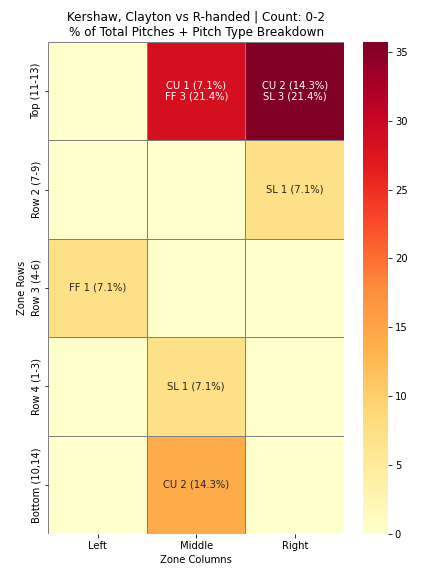 Kershaw, Clayton vs R-handed | Count: 0-2
% of Total Pitches + Pitch Type Breakdown
Zone Rows
Top (11-13)
CU 1 (7.1%)
FF 3 (21.4%)
CU 2 (14.3%)
SL 3 (21.4%)
Row 2 (7-9)
SL 1 (7.1%)
Row 3 (4-6)
FF 1 (7.1%)
Row 4 (1-3)
SL 1 (7.1%)
Bottom (10,14)
CU 2 (14.3%)
Left
Middle
Right
Zone Columns
35
30
25
20
15
10
5
0